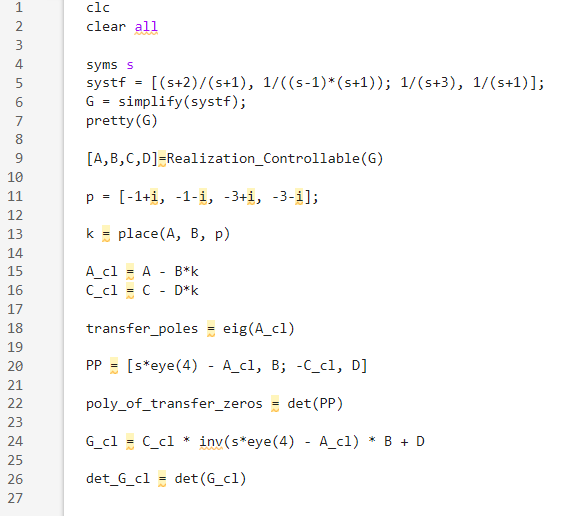 1 clc
2 clear all
3
4 syms s
5 systf = [(s+2)/(s+1), 1/((s-1)*(s+1)); 1/(s+3), 1/(s+1)];
6 G = simplify(systf);
7 pretty(G)
8
9 [A,B,C,D]=Realization_Controllable(G)
10
11 p = [-1+i, -1-i, -3+i, -3-i];
12
13 k = place(A, B, p)
14
15 A_cl = A - B*k
16 C_cl = C - D*k
17
18 transfer_poles = eig(A_cl)
19
20 PP = [s*eye(4) - A_cl, B; -C_cl, D]
21
22 poly_of_transfer_zeros = det(PP)
23
24 G_cl = C_cl * inv(s*eye(4) - A_cl) * B + D
25
26 det_G_cl = det(G_cl)
27